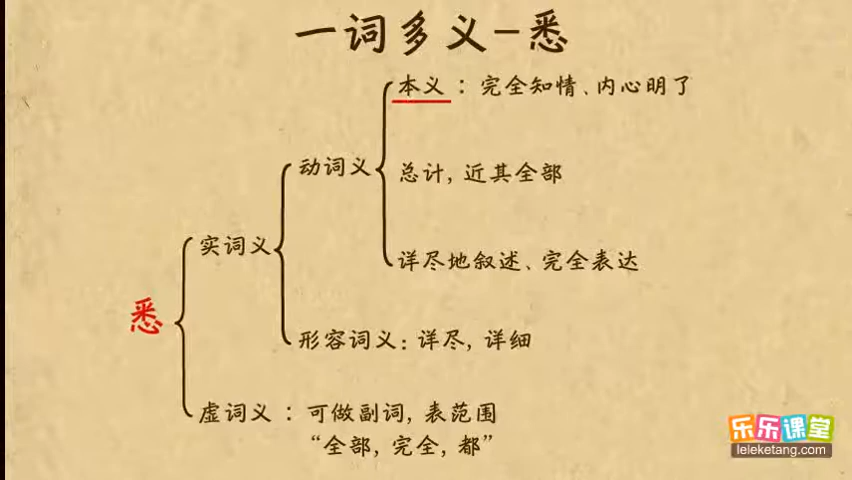 一词多义-悉
本义：完全知情、内心明了
动词义
总计，近其全部
实词义
详尽地叙述、完全表达
悉
形容词义：详尽，详细
虚词义：可做副词，表范围
“全部，完全，都”
乐乐课堂
leleketang.com